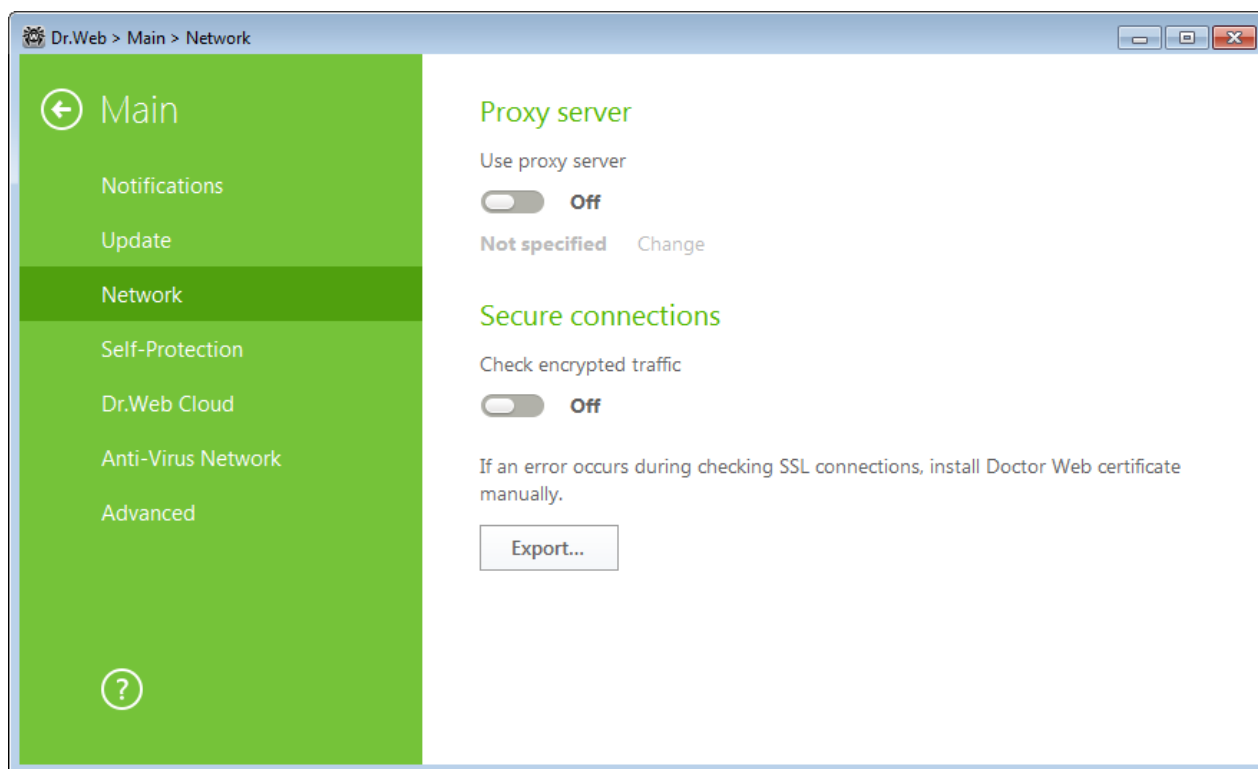 Dr.Web > Main > Network
Main
Notifications
Update
Network
Self-Protection
Dr.Web Cloud
Anti-Virus Network
Advanced
?
Proxy server
Use proxy server
Off
Not specified Change
Secure connections
Check encrypted traffic
Off
If an error occurs during checking SSL connections, install Doctor Web certificate
manually.
Export...